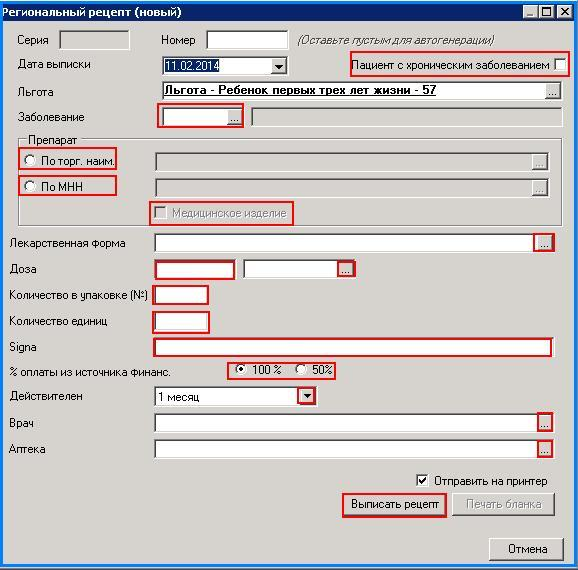 Региональный рецепт (новый)
Серия Номер (Оставьте пустым для автогенерации)
Дата выписки 11.02.2014 Пациент с хроническим заболеванием
Льгота Льгота - Ребенок первых трех лет жизни - 57 ...
Заболевание ...
Препарат
По торг. наим. ...
По МНН ...
Медицинское изделие
Лекарственная форма ...
Доза ...
Количество в упаковке (№)
Количество единиц
Signa
% оплаты из источника финанс. 100 % 50%
Действителен 1 месяц
Врач ...
Аптека ...
Отправить на принтер
Выписать рецепт Печать бланка
Отмена